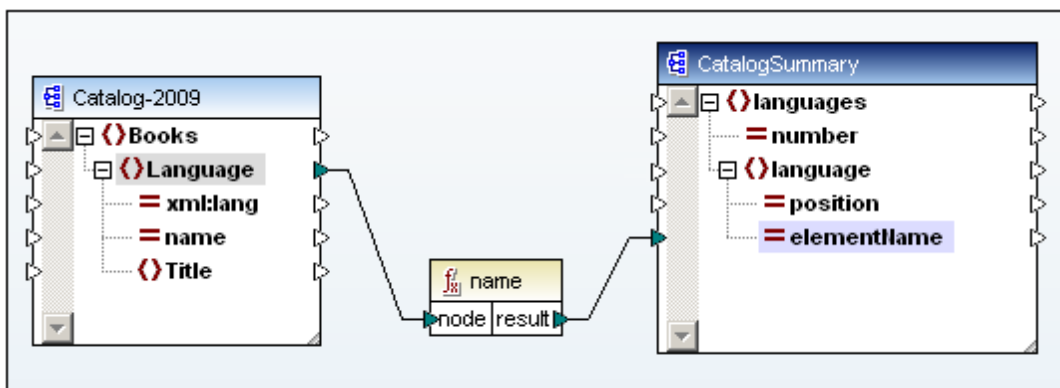 Catalog-2009
Books
Language
xml:lang
name
Title
name
node result
CatalogSummary
languages
number
language
position
elementName